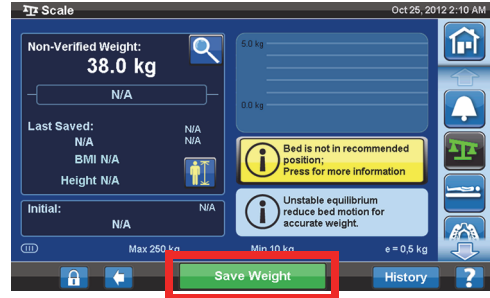 Scale
Oct 25, 2012 2:10 AM
Non-Verified Weight:
38.0 kg
N/A
Last Saved:
N/A
N/A
N/A
BMI N/A
Height N/A
Initial:
N/A
N/A
5.0 kg
0.0 kg
Bed is not in recommended
position;
Press for more information
Unstable equilibrium
reduce bed motion for
accurate weight.
Max 250 kg
Min 10 kg
e = 0,5 kg
Save Weight
History
?